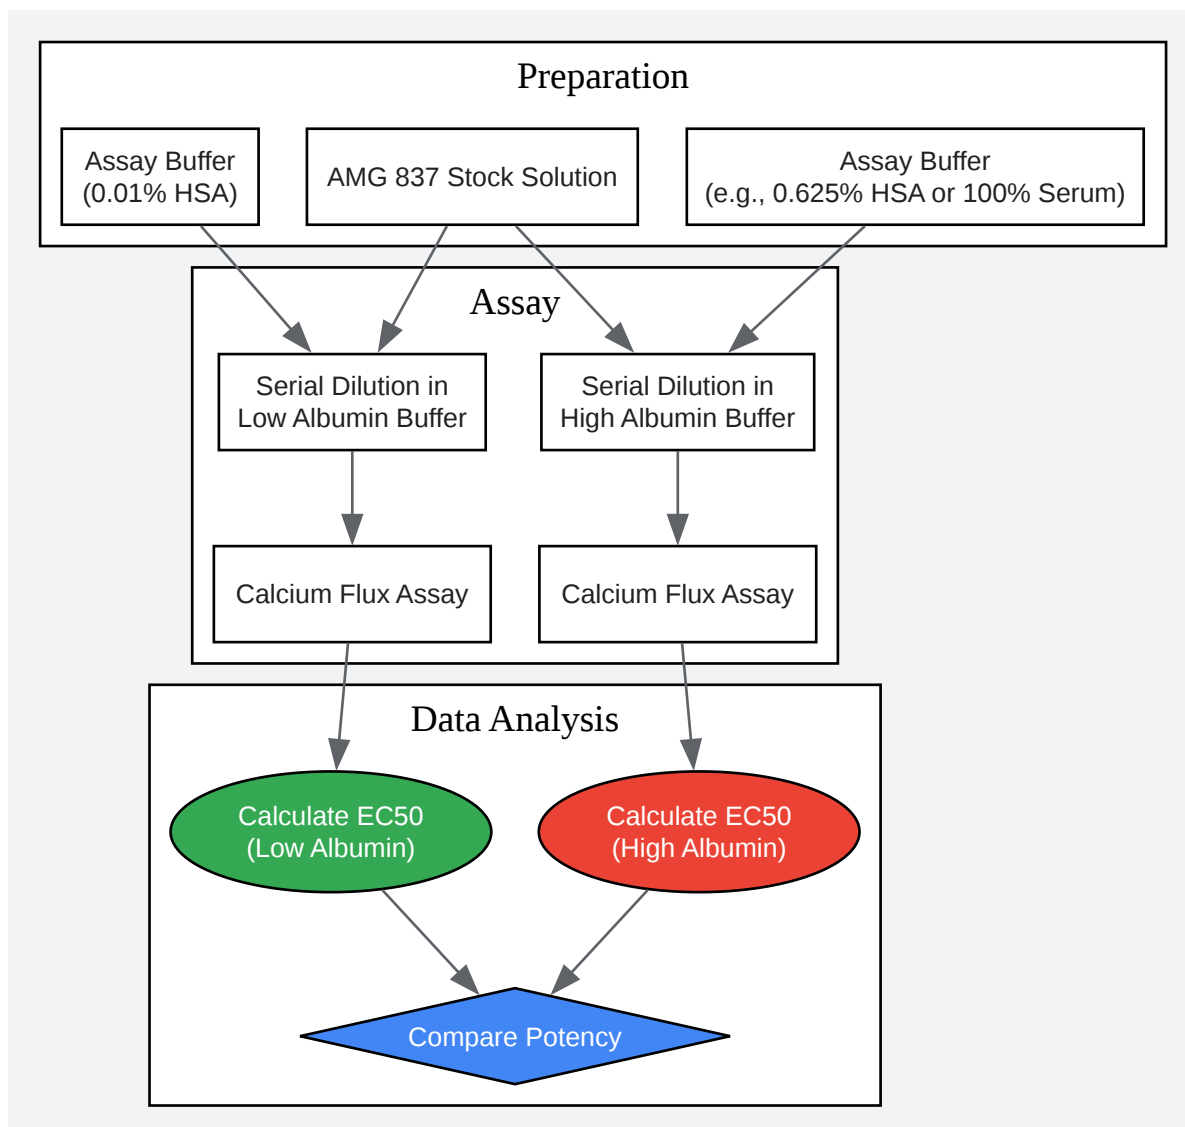 Preparation
Assay Buffer
(0.01% HSA)
AMG 837 Stock Solution
Assay Buffer
(e.g., 0.625% HSA or 100% Serum)
Assay
Serial Dilution in
Low Albumin Buffer
Serial Dilution in
High Albumin Buffer
Calcium Flux Assay
Calcium Flux Assay
Data Analysis
Calculate EC50
(Low Albumin)
Calculate EC50
(High Albumin)
Compare Potency